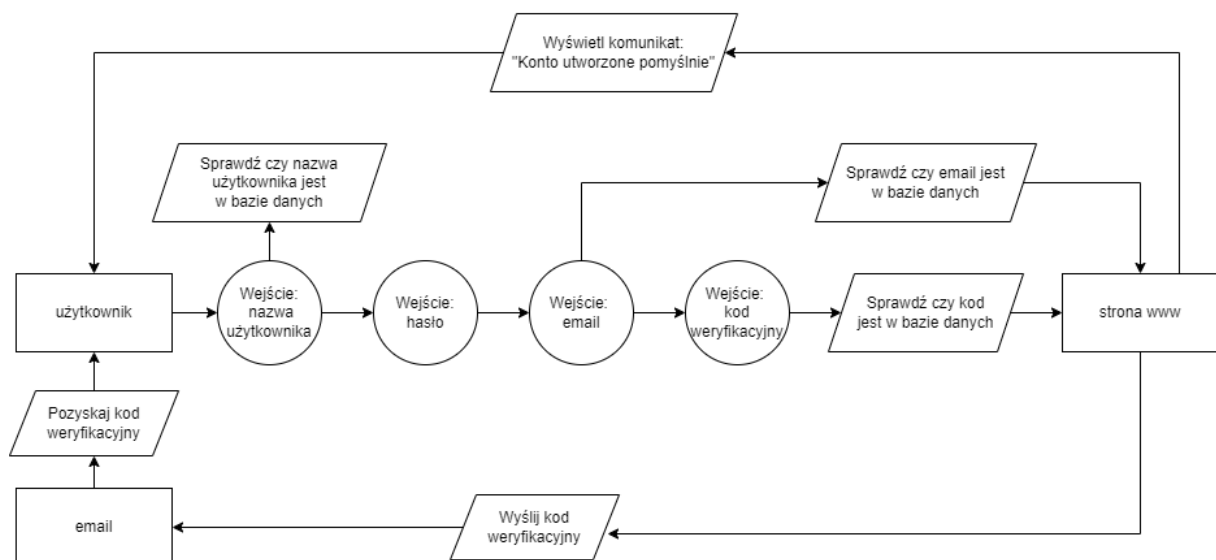 Wyświetl komunikat:
"Konto utworzone pomyślnie"
Sprawdź czy nazwa
użytkownika jest
w bazie danych
Sprawdź czy email jest
w bazie danych
użytkownik
Wejście:
nazwa
użytkownika
Wejście:
hasło
Wejście:
email
Wejście:
kod
weryfikacyjny
Sprawdź czy kod
jest w bazie danych
strona www
Pozyskaj kod
weryfikacyjny
email
Wyślij kod
weryfikacyjny